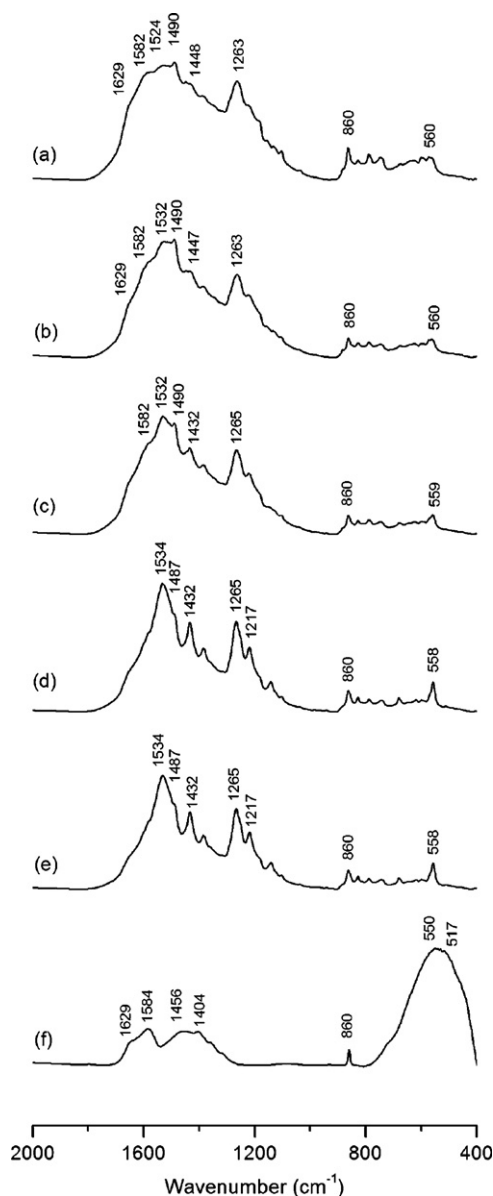 1629 1582 1524 1490 1448 1263 860 560
(a)
1629 1582 1532 1490 1447 1263 860 560
(b)
1582 1532 1490 1432 1265 860 559
(c)
1534 1487 1432 1265 1217 860 558
(d)
1534 1487 1432 1265 1217 860 558
(e)
1629 1584 1456 1404 860 550 517
(f)
2000 1600 1200 800 400
Wavenumber (cm⁻¹)